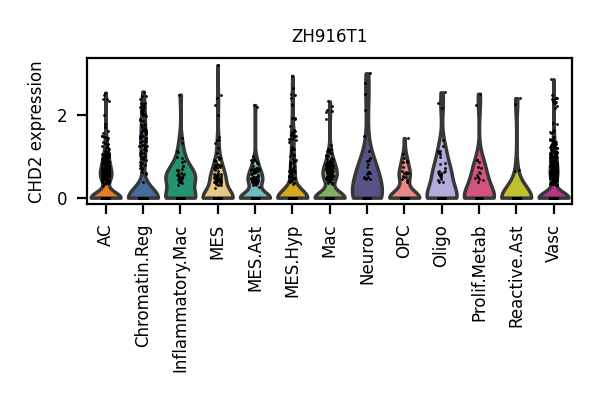 ZH916T1
CHD2 expression
2
0
AC
Chromatin.Reg
Inflammatory.Mac
MES
MES.Ast
MES.Hyp
Mac
Neuron
OPC
Oligo
Prolif.Metab
Reactive.Ast
Vasc